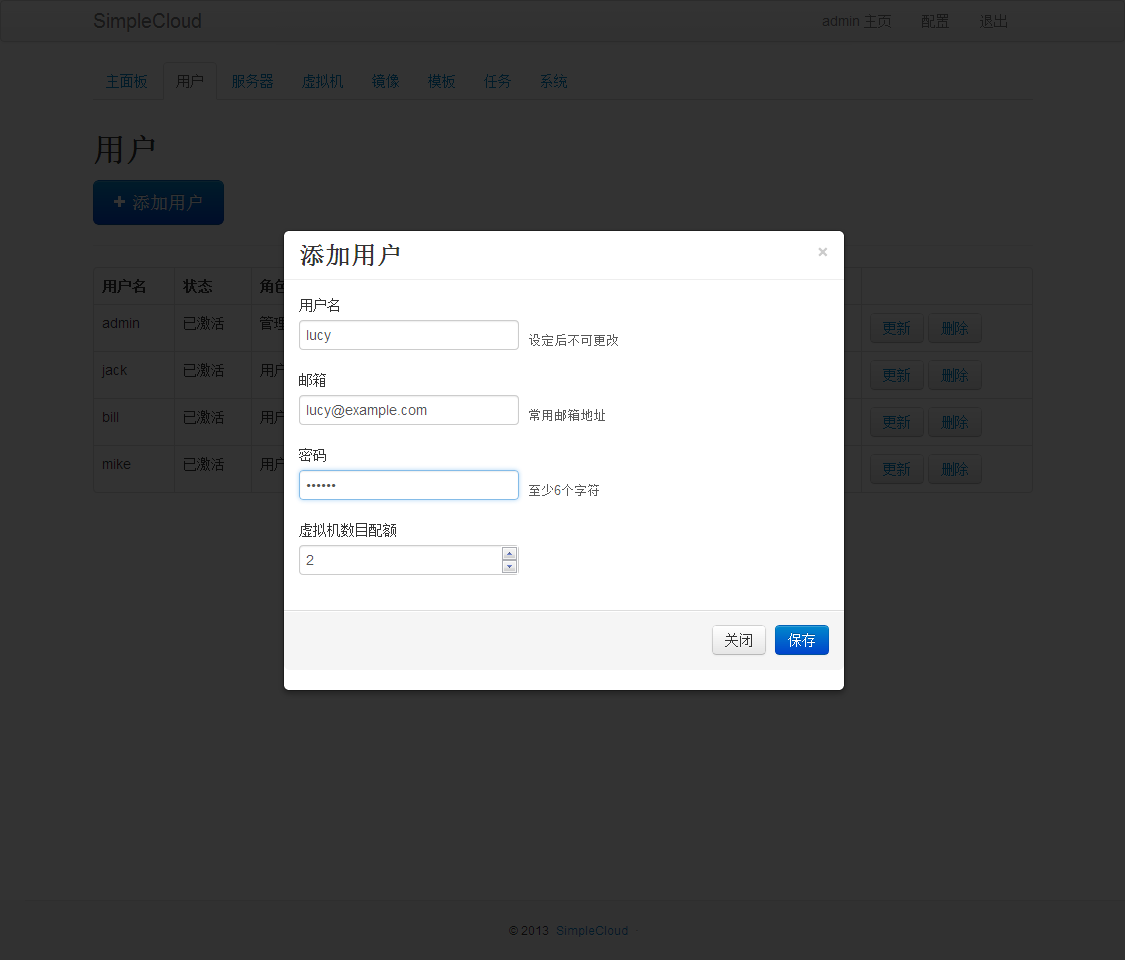 SimpleCloud admin 主页 配置 退出
主面板 用户 服务器 虚拟机 镜像 模板 任务 系统
用户
添加用户
用户名 状态 角色
admin 已激活 管理 更新 删除
jack 已激活 用户 更新 删除
bill 已激活 用户 更新 删除
mike 已激活 用户 更新 删除
添加用户 ×
用户名
lucy 设定后不可更改
邮箱
lucy@example.com 常用邮箱地址
密码
•••••• 至少6个字符
虚拟机数目配额
2
关闭 保存
© 2013 SimpleCloud